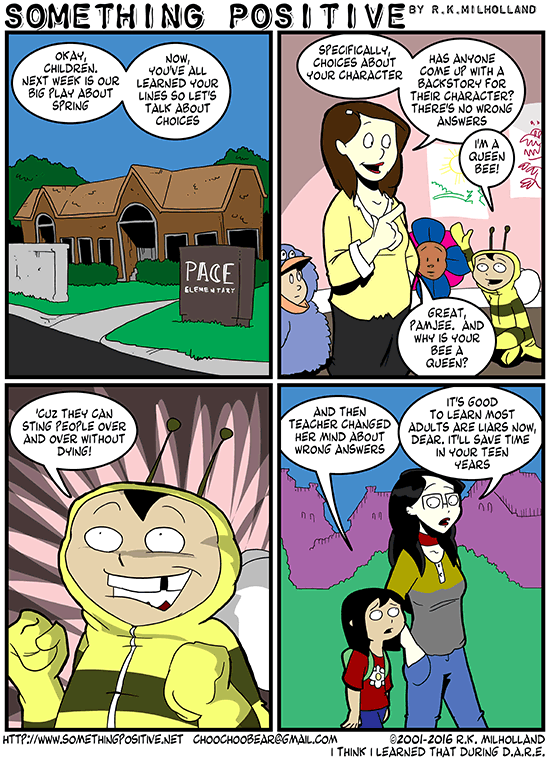 SOMETHING POSITIVE BY R.K.MILHOLLAND
OKAY,
CHILDREN.
NEXT WEEK IS OUR
BIG PLAY ABOUT
SPRING
NOW,
YOU'VE ALL
LEARNED YOUR
LINES SO LET'S
TALK ABOUT
CHOICES
PACE
ELEMENTARY
SPECIFICALLY,
CHOICES ABOUT
YOUR CHARACTER
HAS ANYONE
COME UP WITH A
BACKSTORY FOR
THEIR CHARACTER?
THERE'S NO WRONG
ANSWERS
I'M A
QUEEN
BEE!
GREAT,
PAMJEE. AND
WHY IS YOUR
BEE A
QUEEN?
'CUZ THEY CAN
STING PEOPLE OVER
AND OVER WITHOUT
DYING!
AND THEN
TEACHER CHANGED
HER MIND ABOUT
WRONG ANSWERS
IT'S GOOD
TO LEARN MOST
ADULTS ARE LIARS NOW,
DEAR. IT'LL SAVE TIME
IN YOUR TEEN
YEARS
HTTP://WWW.SOMETHINGPOSITIVE.NET CHOOCHOOBEAR@GMAIL.COM ©2001-2016 R.K. MILHOLLAND
I THINK I LEARNED THAT DURING D.A.R.E.